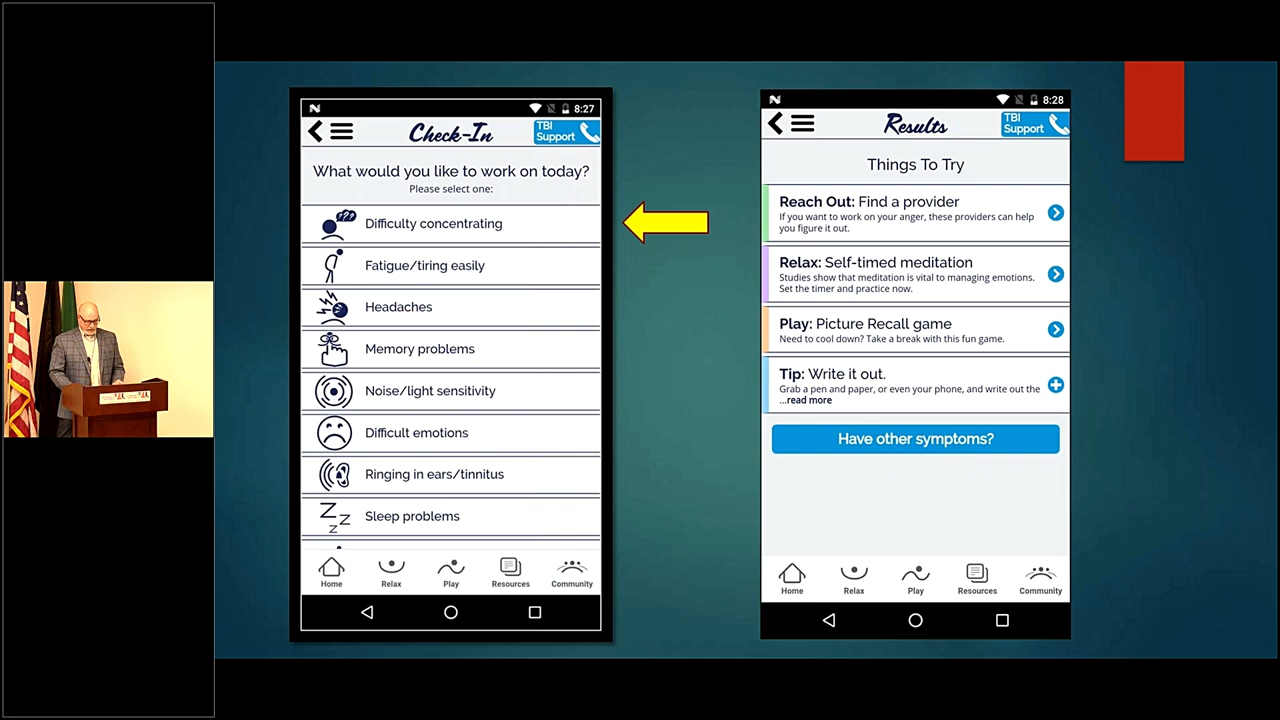 8:27
Check-In
TBI
Support
What would you like to work on today?
Please select one:
Difficulty concentrating
Fatigue/tiring easily
Headaches
Memory problems
Noise/light sensitivity
Difficult emotions
Ringing in ears/tinnitus
Sleep problems
Home
Relax
Play
Resources
Community
8:28
Results
TBI
Support
Things To Try
Reach Out: Find a provider
If you want to work on your anger, these providers can help
you figure it out.
Relax: Self-timed meditation
Studies show that meditation is vital to managing emotions.
Set the timer and practice now.
Play: Picture Recall game
Need to cool down? Take a break with this fun game.
Tip: Write it out.
Grab a pen and paper, or even your phone, and write out the
...read more
Have other symptoms?
Home
Relax
Play
Resources
Community